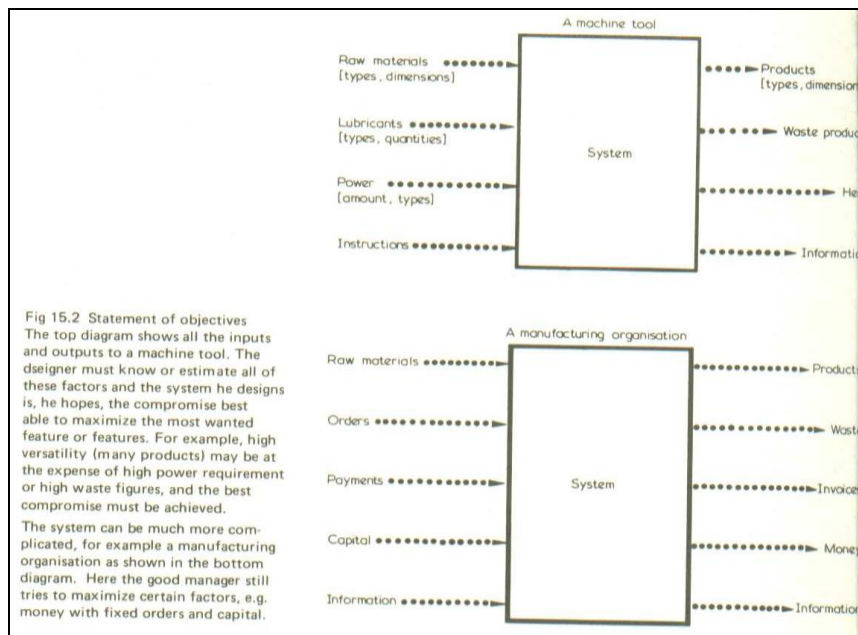 A machine tool
Raw materials
[types, dimensions]
Lubricants
[types, quantities]
Power
[amount, types]
Instructions
System
Products
[types, dimension
Waste produc
He
Informatio
Fig 15.2 Statement of objectives
The top diagram shows all the inputs
and outputs to a machine tool. The
dseigner must know or estimate all of
these factors and the system he designs
is, he hopes, the compromise best
able to maximize the most wanted
feature or features. For example, high
versatility (many products) may be at
the expense of high power requirement
or high waste figures, and the best
compromise must be achieved.
The system can be much more com-
plicated, for example a manufacturing
organisation as shown in the bottom
diagram. Here the good manager still
tries to maximize certain factors, e.g.
money with fixed orders and capital.
A manufacturing organisation
Raw materials
Orders
Payments
Capital
Information
System
Products
Waste
Invoices
Money
Information